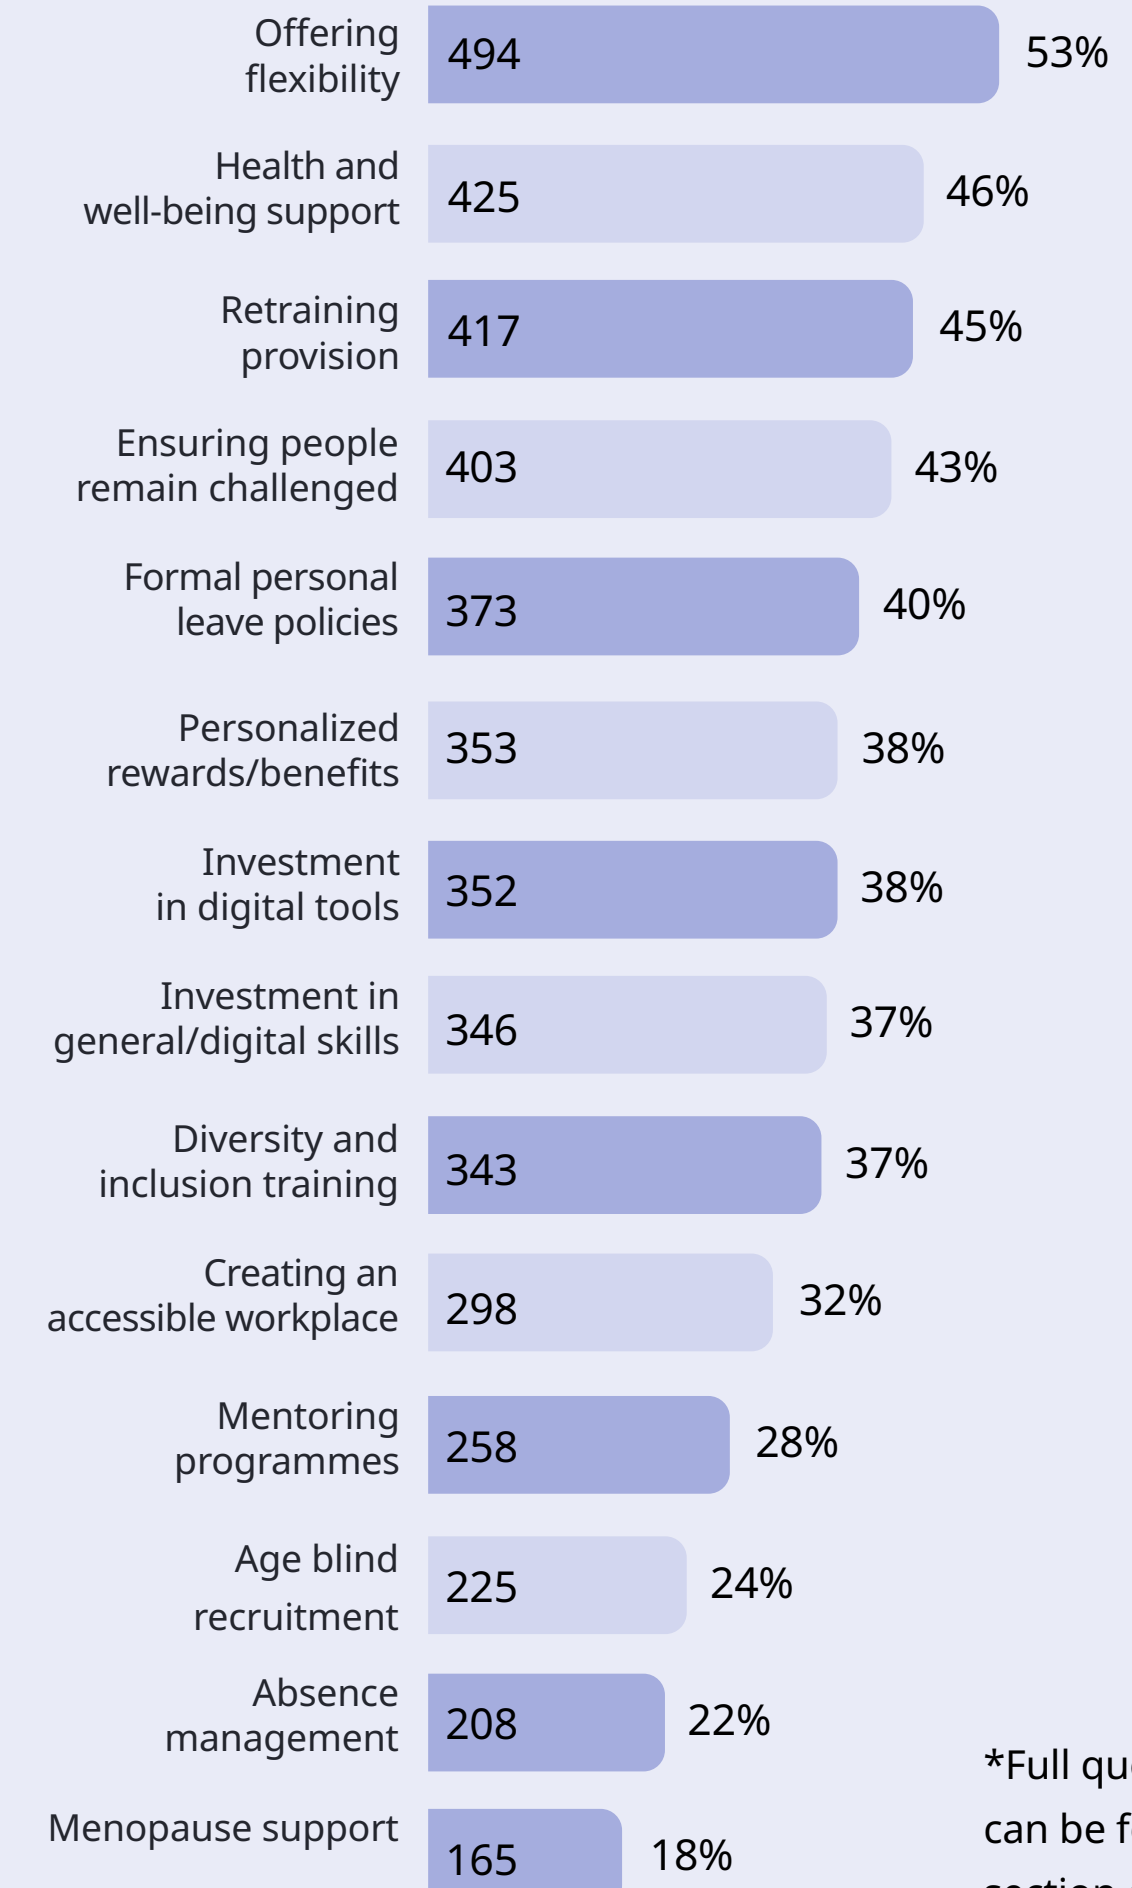 Offering
flexibility
494
53%
Health and
well-being support
425
46%
Retraining
provision
417
45%
Ensuring people
remain challenged
403
43%
Formal personal
leave policies
373
40%
Personalized
rewards/benefits
353
38%
Investment
in digital tools
352
38%
Investment in
general/digital skills
346
37%
Diversity and
inclusion training
343
37%
Creating an
accessible workplace
298
32%
Mentoring
programmes
258
28%
Age blind
recruitment
225
24%
Absence
management
208
22%
Menopause support
165
18%
*Full
can be